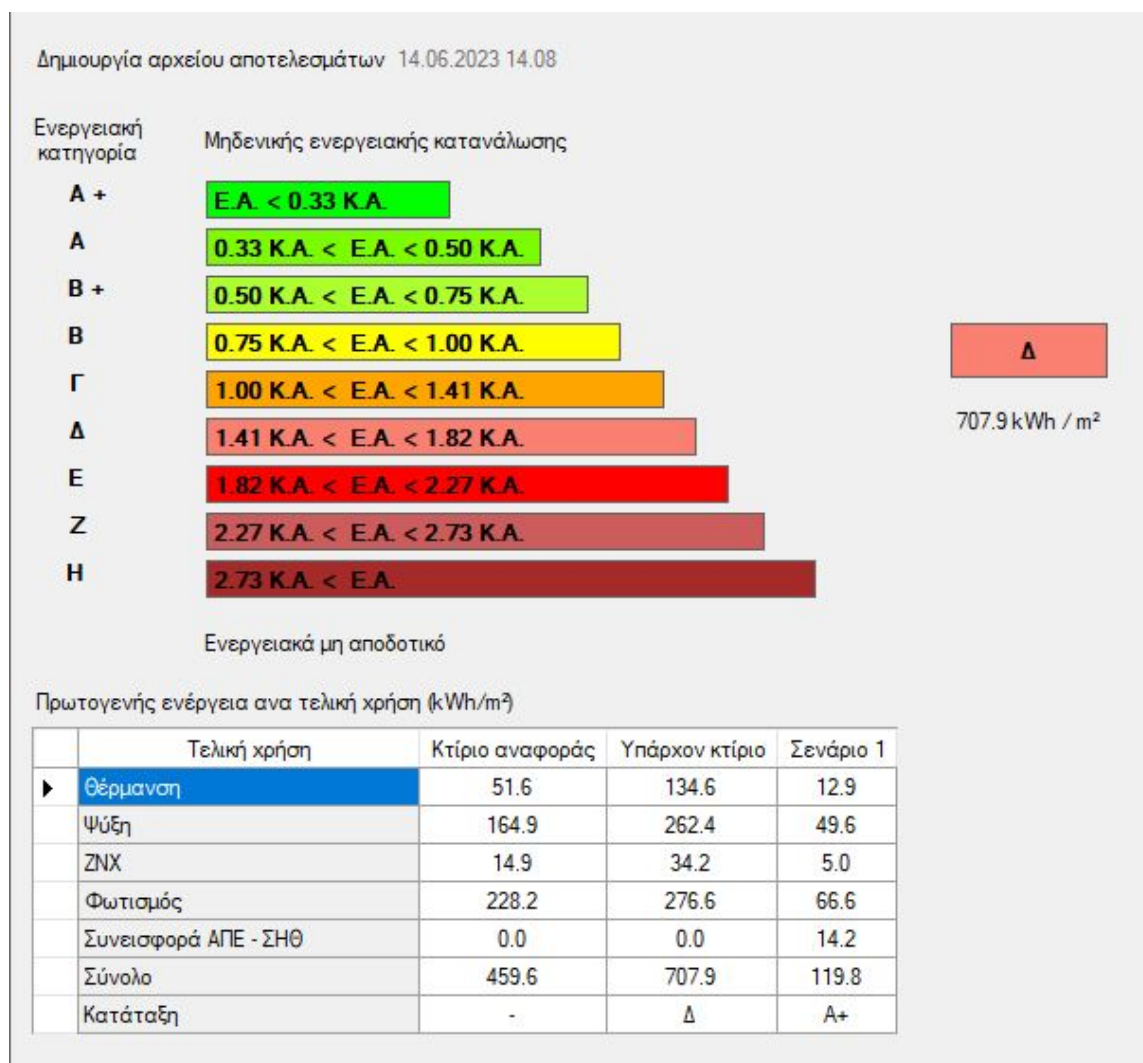 Δημιουργία αρχείου αποτελεσμάτων 14.06.2023 14.08
Ενεργειακή κατηγορία
Μηδενικής ενεργειακής κατανάλωσης
A + Ε.Α. < 0.33 Κ.Α.
A 0.33 Κ.Α. < Ε.Α. < 0.50 Κ.Α.
B + 0.50 Κ.Α. < Ε.Α. < 0.75 Κ.Α.
B 0.75 Κ.Α. < Ε.Α. < 1.00 Κ.Α.
Γ 1.00 Κ.Α. < Ε.Α. < 1.41 Κ.Α.
Δ 1.41 Κ.Α. < Ε.Α. < 1.82 Κ.Α.
Ε 1.82 Κ.Α. < Ε.Α. < 2.27 Κ.Α.
Ζ 2.27 Κ.Α. < Ε.Α. < 2.73 Κ.Α.
Η 2.73 Κ.Α. < Ε.Α.
Δ
707.9 kWh / m²
Ενεργειακά μη αποδοτικό
Πρωτογενής ενέργεια ανα τελική χρήση (kWh/m²)
Τελική χρήση Κτίριο αναφοράς Υπάρχον κτίριο Σενάριο 1
Θέρμανση 51.6 134.6 12.9
Ψύξη 164.9 262.4 49.6
ΖΝΧ 14.9 34.2 5.0
Φωτισμός 228.2 276.6 66.6
Συνεισφορά ΑΠΕ - ΣΗΘ 0.0 0.0 14.2
Σύνολο 459.6 707.9 119.8
Κατάταξη - Δ A+